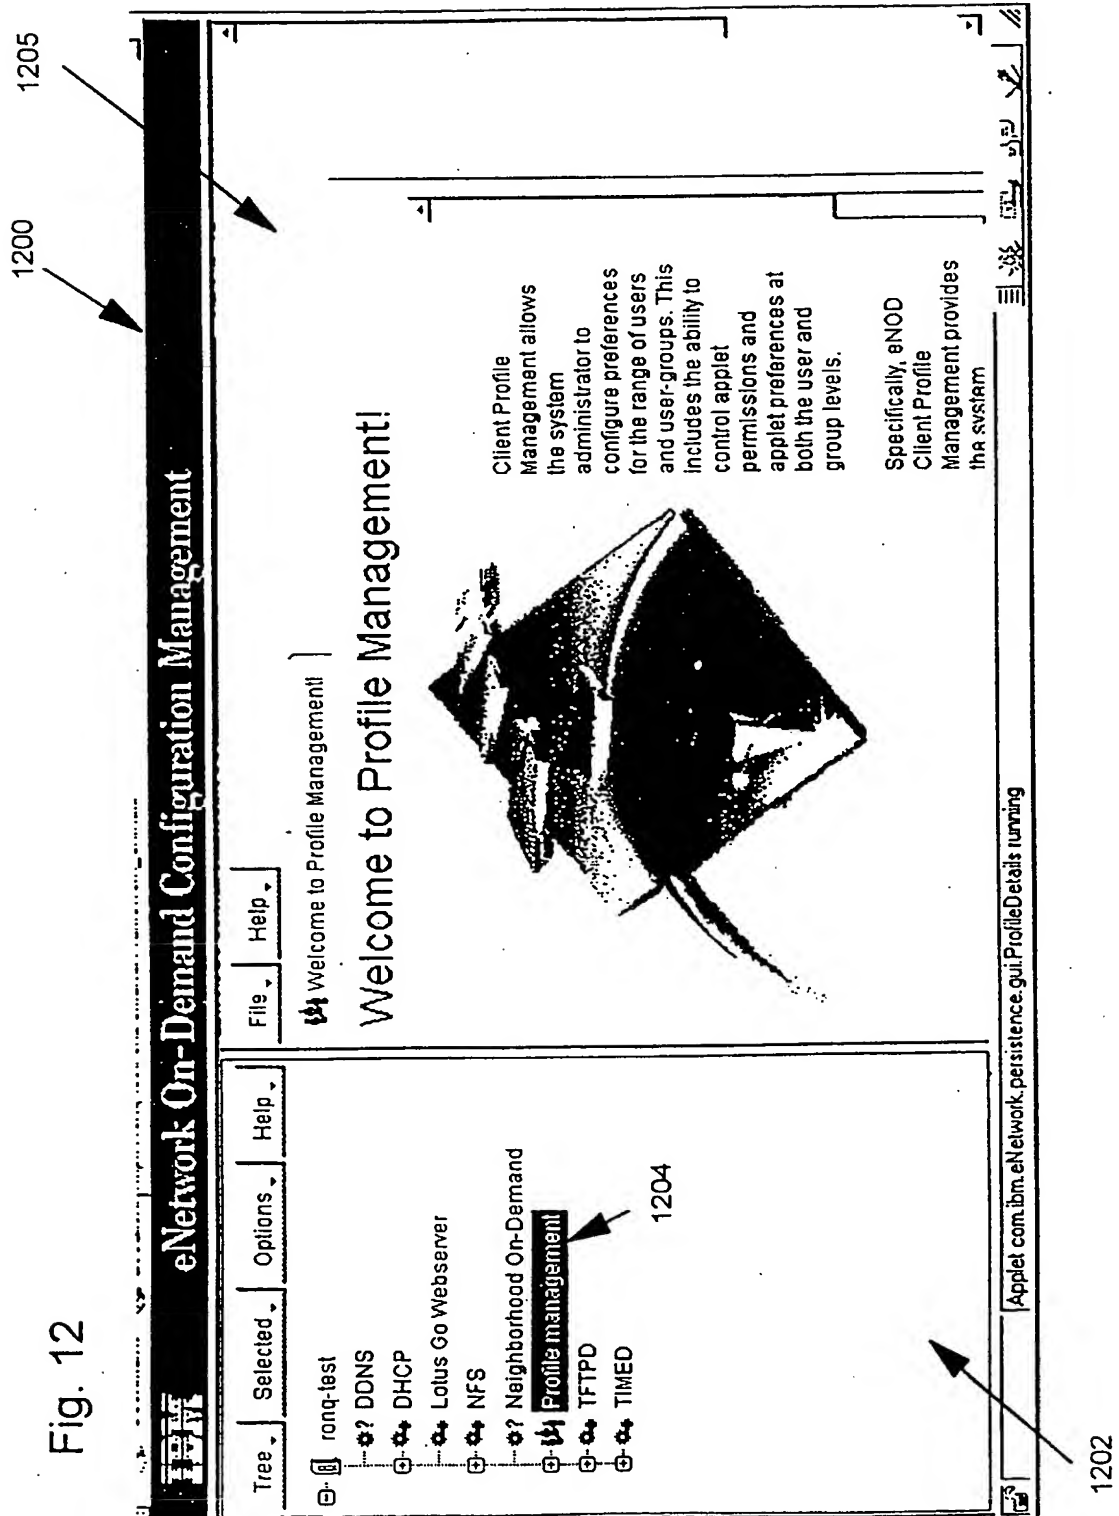 Fig. 12
1200
1205
IBM
eNetwork On-Demand Configuration Management
Tree
Selected
Options
Help
ronq-test
? DDNS
DHCP
Lotus Go Webserver
NFS
? Neighborhood On-Demand
Profile management
TFTPD
TIMED
1204
1202
File
Help
Welcome to Profile Management!
Welcome to Profile Management!
Client Profile
Management allows
the system
administrator to
configure preferences
for the range of users
and user-groups. This
includes the ability to
control applet
permissions and
applet preferences at
both the user and
group levels.
Specifically, eNOD
Client Profile
Management provides
the system
Applet com.ibm.eNetwork.persistence.gui.ProfileDetails running